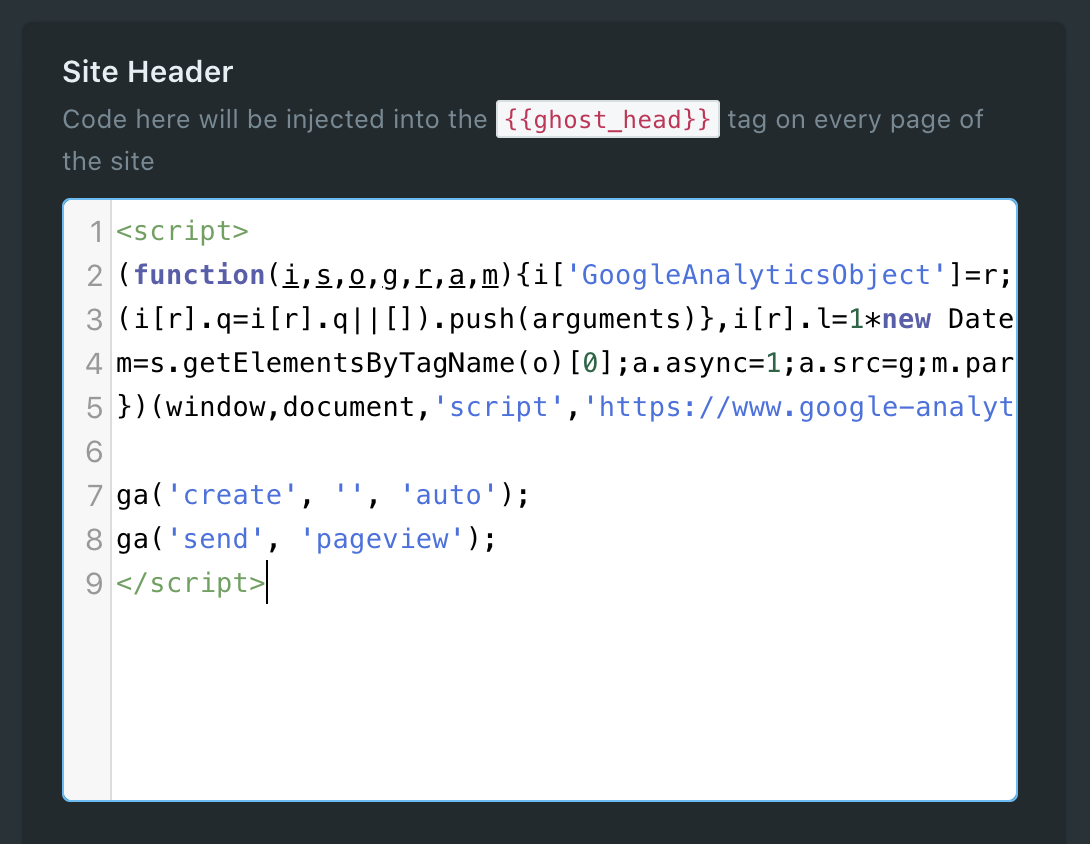 Site Header
Code here will be injected into the {{ghost_head}} tag on every page of
the site
1 <script>
2 (function(i,s,o,g,r,a,m){i['GoogleAnalyticsObject']=r;
3 (i[r].q=i[r].q||[]).push(arguments)},i[r].l=1*new Date
4 m=s.getElementsByTagName(o)[0];a.async=1;a.src=g;m.par
5 })(window,document,'script','https://www.google-analyt
6
7 ga('create', '', 'auto');
8 ga('send', 'pageview');
9 </script>